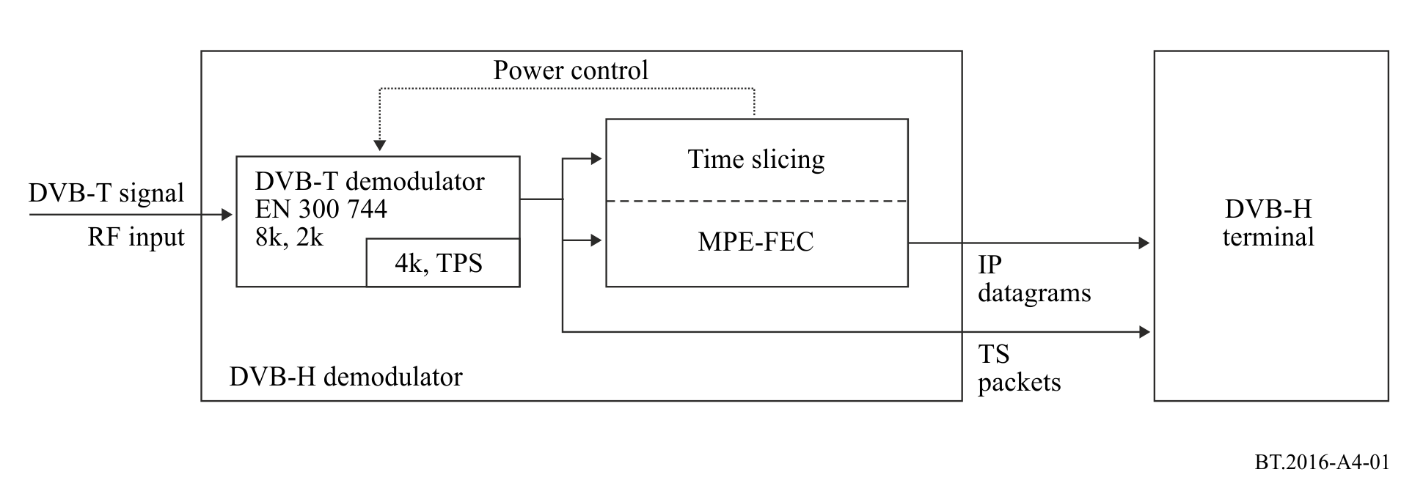 Power control
DVB-T signal
RF input
DVB-T demodulator
EN 300 744
8k, 2k
4k, TPS
Time slicing
MPE-FEC
DVB-H demodulator
IP
datagrams
TS
packets
DVB-H
terminal
BT.2016-A4-01